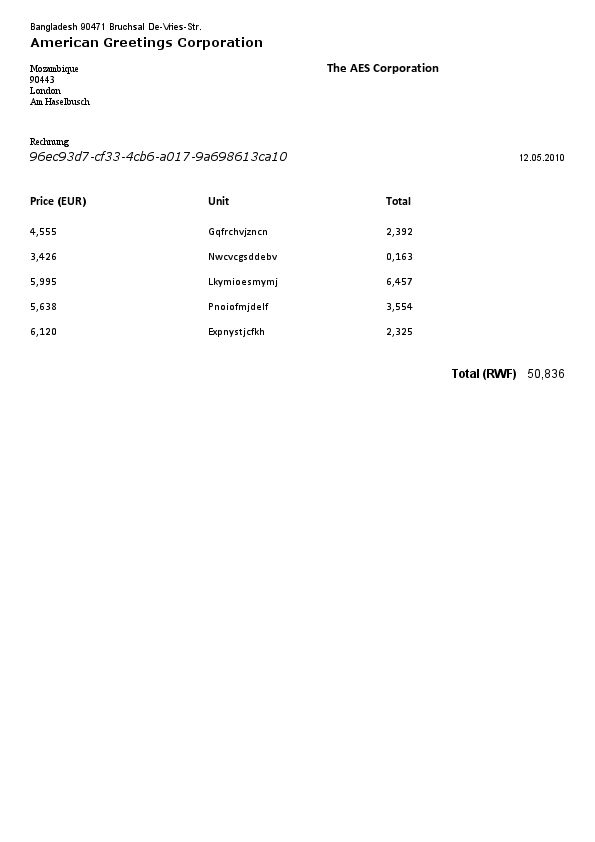 Bangladesh 90471 Bruchsal De-Vries-Str.
American Greetings Corporation
Mozambique
90443
London
Am Haselbusch
The AES Corporation
Rechnung
96ec93d7-cf33-4cb6-a017-9a698613ca10
12.05.2010
Price (EUR) Unit Total
4,555 Gqfrchvjzncn 2,392
3,426 Nwcvcgsddebv 0,163
5,995 Lkymioesmymj 6,457
5,638 Pnoiofmjdelf 3,554
6,120 Expnystjcfkh 2,325
Total (RWF) 50,836